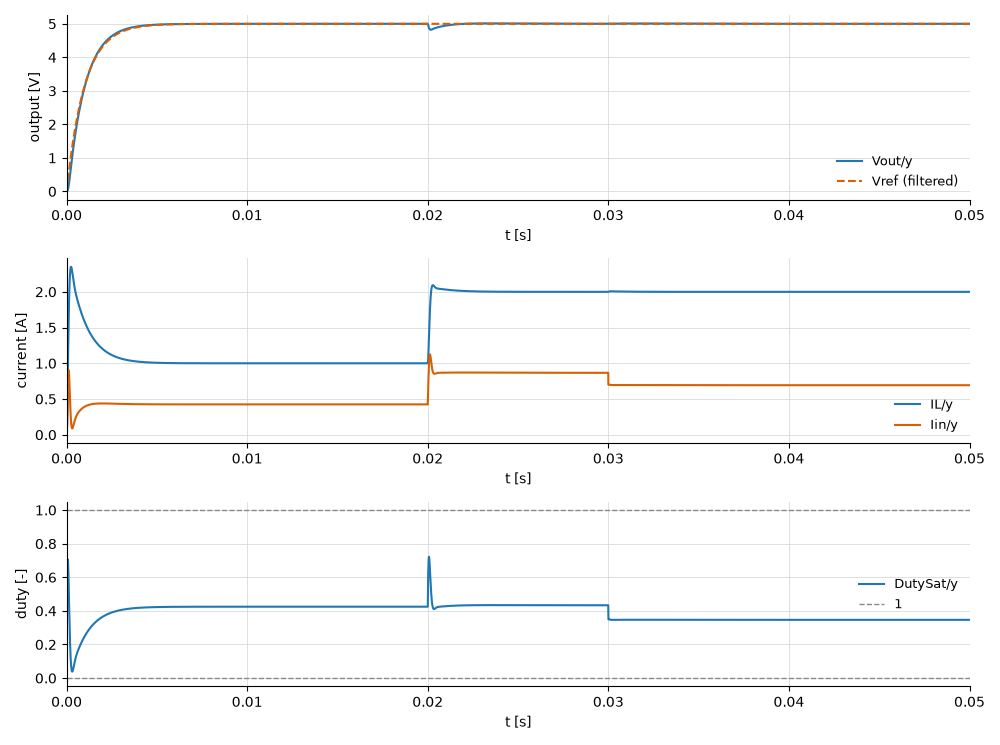 output [V]
5
4
3
2
1
0
Vout/y
Vref (filtered)
0.00 0.01 0.02 0.03 0.04 0.05
t [s]
current [A]
2.0
1.5
1.0
0.5
0.0
IL/y
Iin/y
0.00 0.01 0.02 0.03 0.04 0.05
t [s]
duty [-]
1.0
0.8
0.6
0.4
0.2
0.0
DutySat/y
1
0.00 0.01 0.02 0.03 0.04 0.05
t [s]